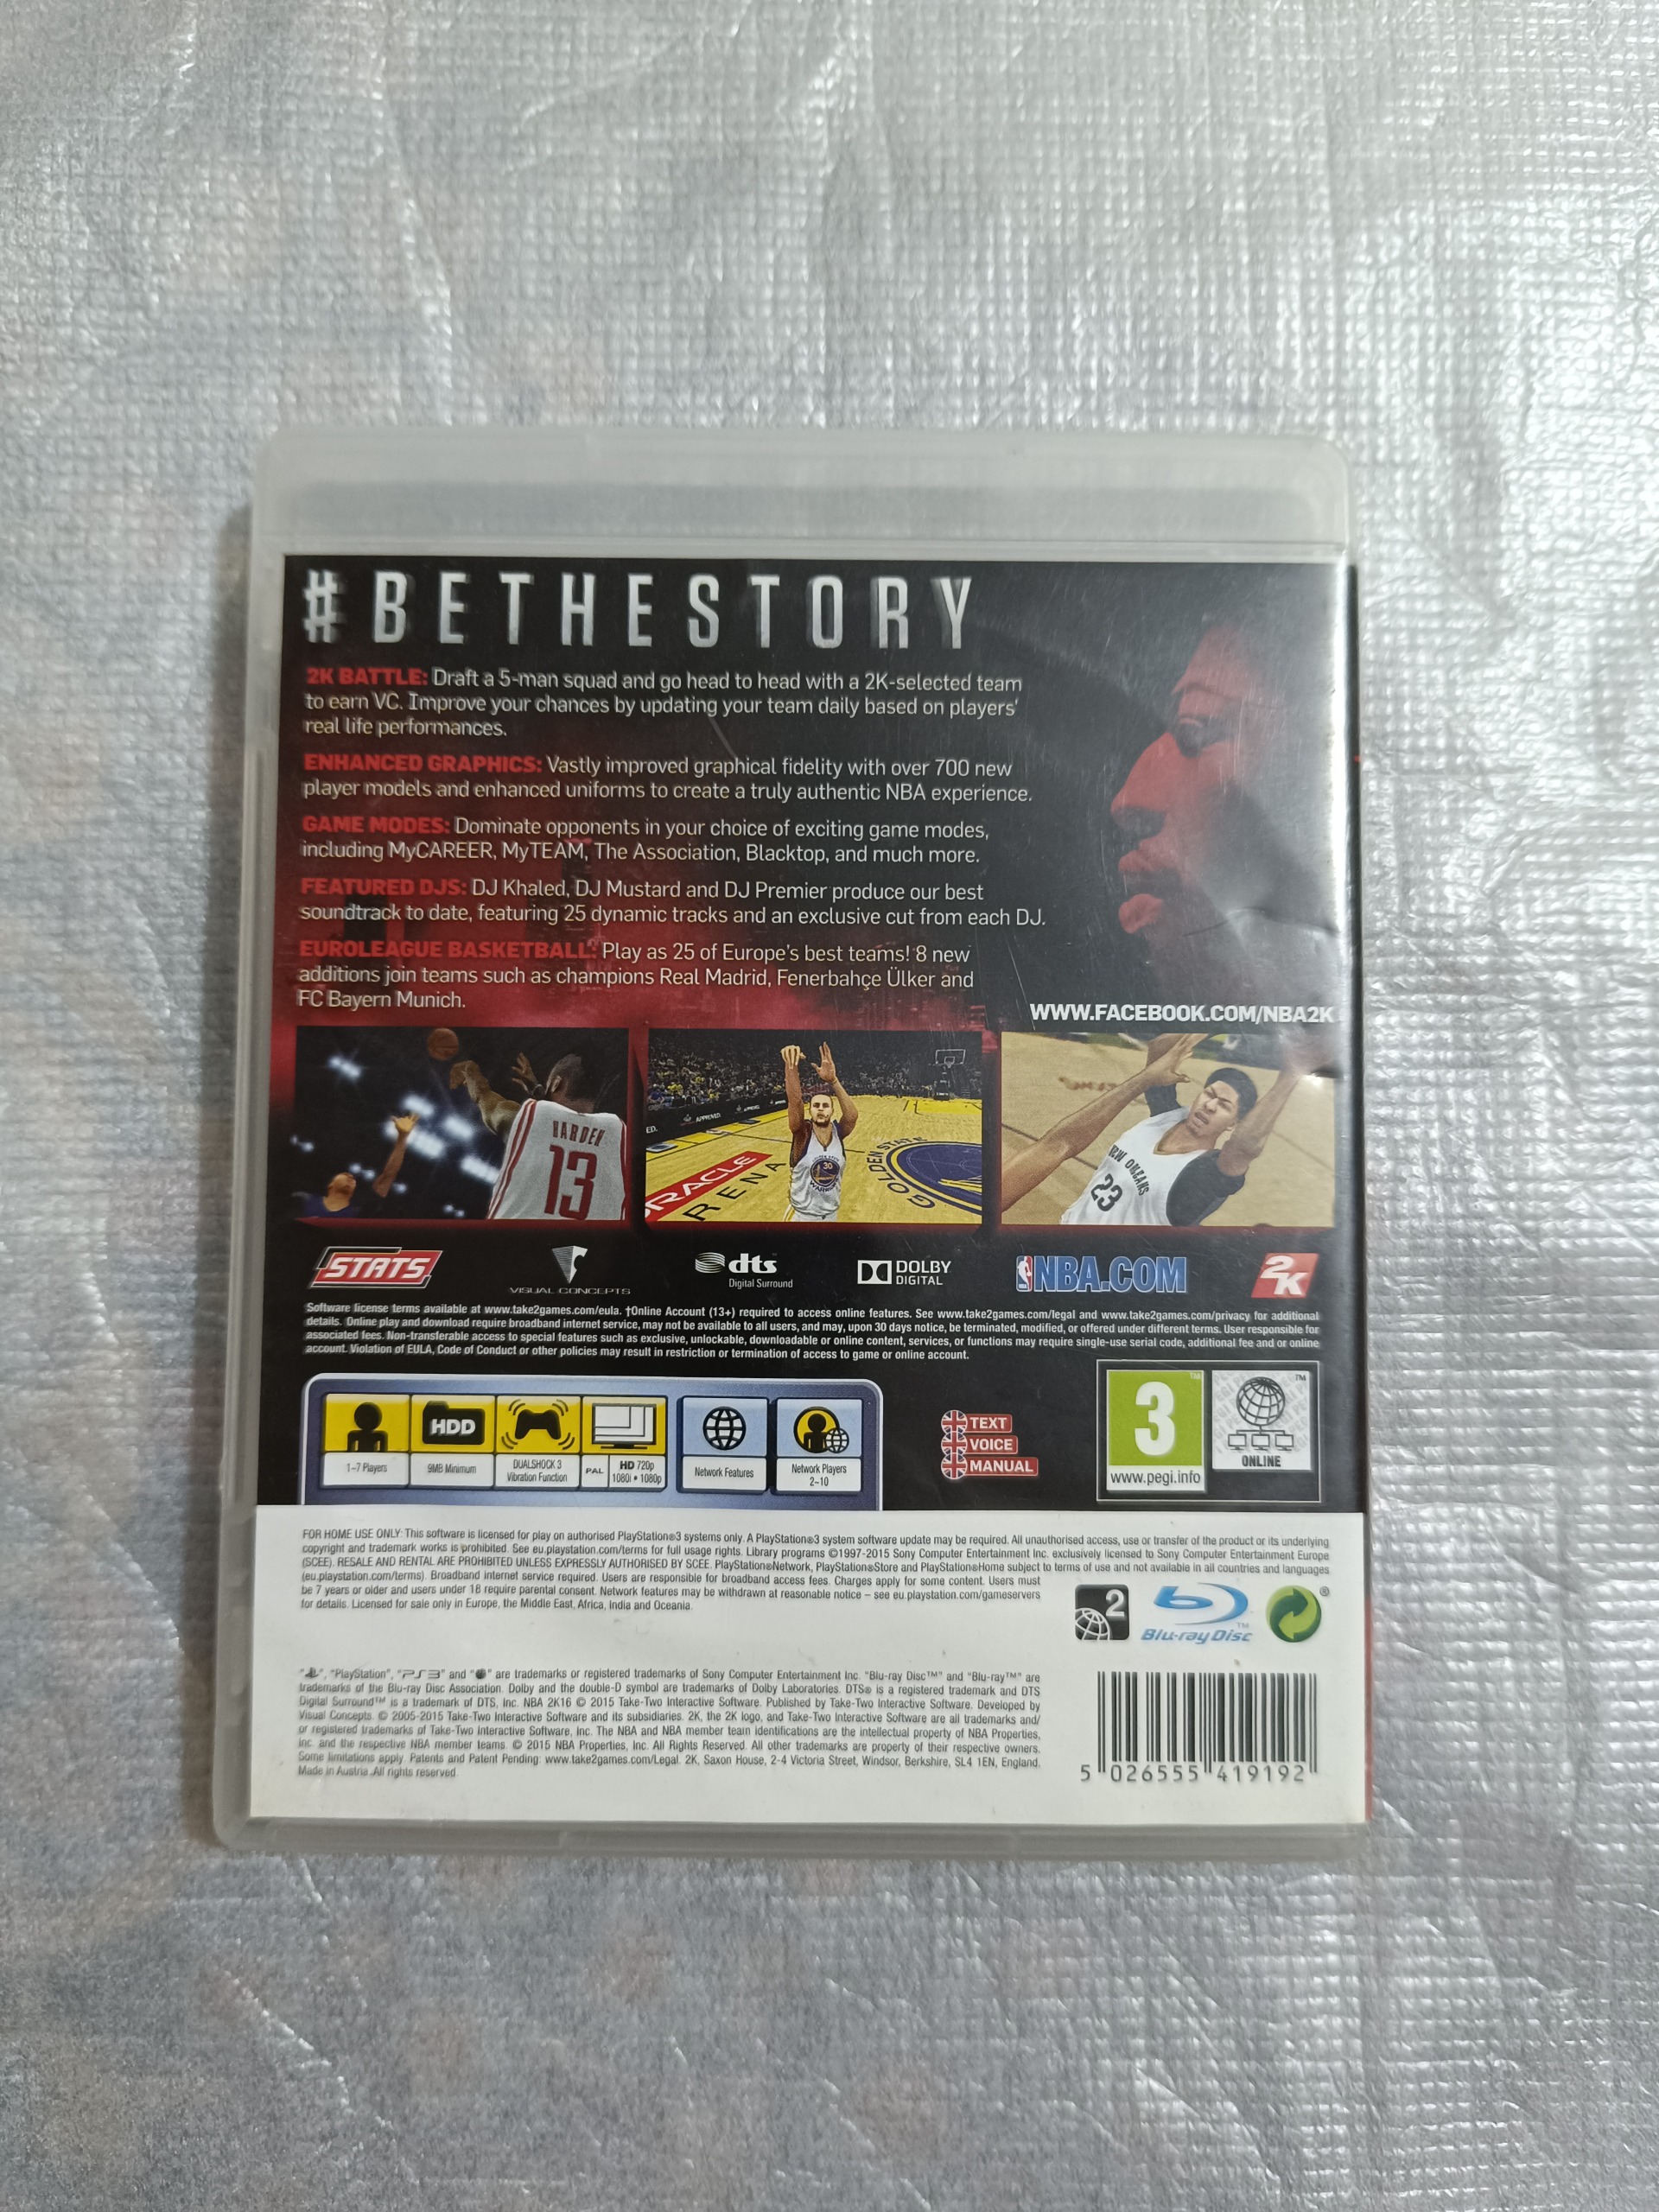 #BETHESTORY
2K BATTLE: Draft a 5-man squad and go head to head with a 2K-selected team
to earn VC. Improve your chances by updating your team daily based on players'
real life performances.
ENHANCED GRAPHICS: Vastly improved graphical fidelity with over 700 new
player models and enhanced uniforms to create a truly authentic NBA experience.
GAME MODES: Dominate opponents in your choice of exciting game modes,
including MyCAREER, MyTEAM, The Association, Blacktop, and much more.
FEATURED DJS: DJ Khaled, DJ Mustard and DJ Premier produce our best
soundtrack to date, featuring 25 dynamic tracks and an exclusive cut from each DJ.
EUROLEAGUE BASKETBALL: Play as 25 of Europe's best teams! 8 new
additions join teams such as champions Real Madrid, Fenerbahçe Ülker and
FC Bayern Munich.
WWW.FACEBOOK.COM/NBA2K
HARDEN
13
APPROVED.
ORACLE
ARENA
GOLDEN STATE
30
WARRIORS
NEW ORLEANS
23
STATS
VISUAL CONCEPTS
dts
Digital Surround
DOLBY
DIGITAL
NBA.COM
2K
Software license terms available at www.take2games.com/eula. †Online Account (13+) required to access online features. See www.take2games.com/legal and www.take2games.com/privacy for additional
details. Online play and download require broadband internet service, may not be available to all users, and may, upon 30 days notice, be terminated, modified, or offered under different terms. User responsible for
associated fees. Non-transferable access to special features such as exclusive, unlockable, downloadable or online content, services, or functions may require single-use serial code, additional fee and or online
account. Violation of EULA, Code of Conduct or other policies may result in restriction or termination of access to game or online account.
1-7 Players
HDD
9MB Minimum
DUALSHOCK 3
Vibration Function
PAL
HD 720p
1080i • 1080p
Network Features
Network Players
2-10
TEXT
VOICE
MANUAL
3
www.pegi.info
ONLINE
FOR HOME USE ONLY: This software is licensed for play on authorised PlayStation®3 systems only. A PlayStation®3 system software update may be required. All unauthorised access, use or transfer of the product or its underlying
copyright and trademark works is prohibited. See eu.playstation.com/terms for full usage rights. Library programs ©1997-2015 Sony Computer Entertainment Inc. exclusively licensed to Sony Computer Entertainment Europe
(SCEE). RESALE AND RENTAL ARE PROHIBITED UNLESS EXPRESSLY AUTHORISED BY SCEE. PlayStation®Network, PlayStation®Store and PlayStation®Home subject to terms of use and not available in all countries and languages
(eu.playstation.com/terms). Broadband internet service required. Users are responsible for broadband access fees. Charges apply for some content. Users must
be 7 years or older and users under 18 require parental consent. Network features may be withdrawn at reasonable notice – see eu.playstation.com/gameservers
for details. Licensed for sale only in Europe, the Middle East, Africa, India and Oceania.
2
Blu-ray Disc™
"", "PlayStation", "PS3" and "" are trademarks or registered trademarks of Sony Computer Entertainment Inc. "Blu-ray Disc™" and "Blu-ray™" are
trademarks of the Blu-ray Disc Association. Dolby and the double-D symbol are trademarks of Dolby Laboratories. DTS® is a registered trademark and DTS
Digital Surround™ is a trademark of DTS, Inc. NBA 2K16 © 2015 Take-Two Interactive Software. Published by Take-Two Interactive Software. Developed by
Visual Concepts. © 2005-2015 Take-Two Interactive Software and its subsidiaries. 2K, the 2K logo, and Take-Two Interactive Software are all trademarks and/
or registered trademarks of Take-Two Interactive Software, Inc. The NBA and NBA member team identifications are the intellectual property of NBA Properties,
Inc. and the respective NBA member teams. © 2015 NBA Properties, Inc. All Rights Reserved. All other trademarks are property of their respective owners.
Some limitations apply. Patents and Patent Pending: www.take2games.com/Legal. 2K, Saxon House, 2-4 Victoria Street, Windsor, Berkshire, SL4 1EN, England.
Made in Austria .All rights reserved.
5 026555 419192